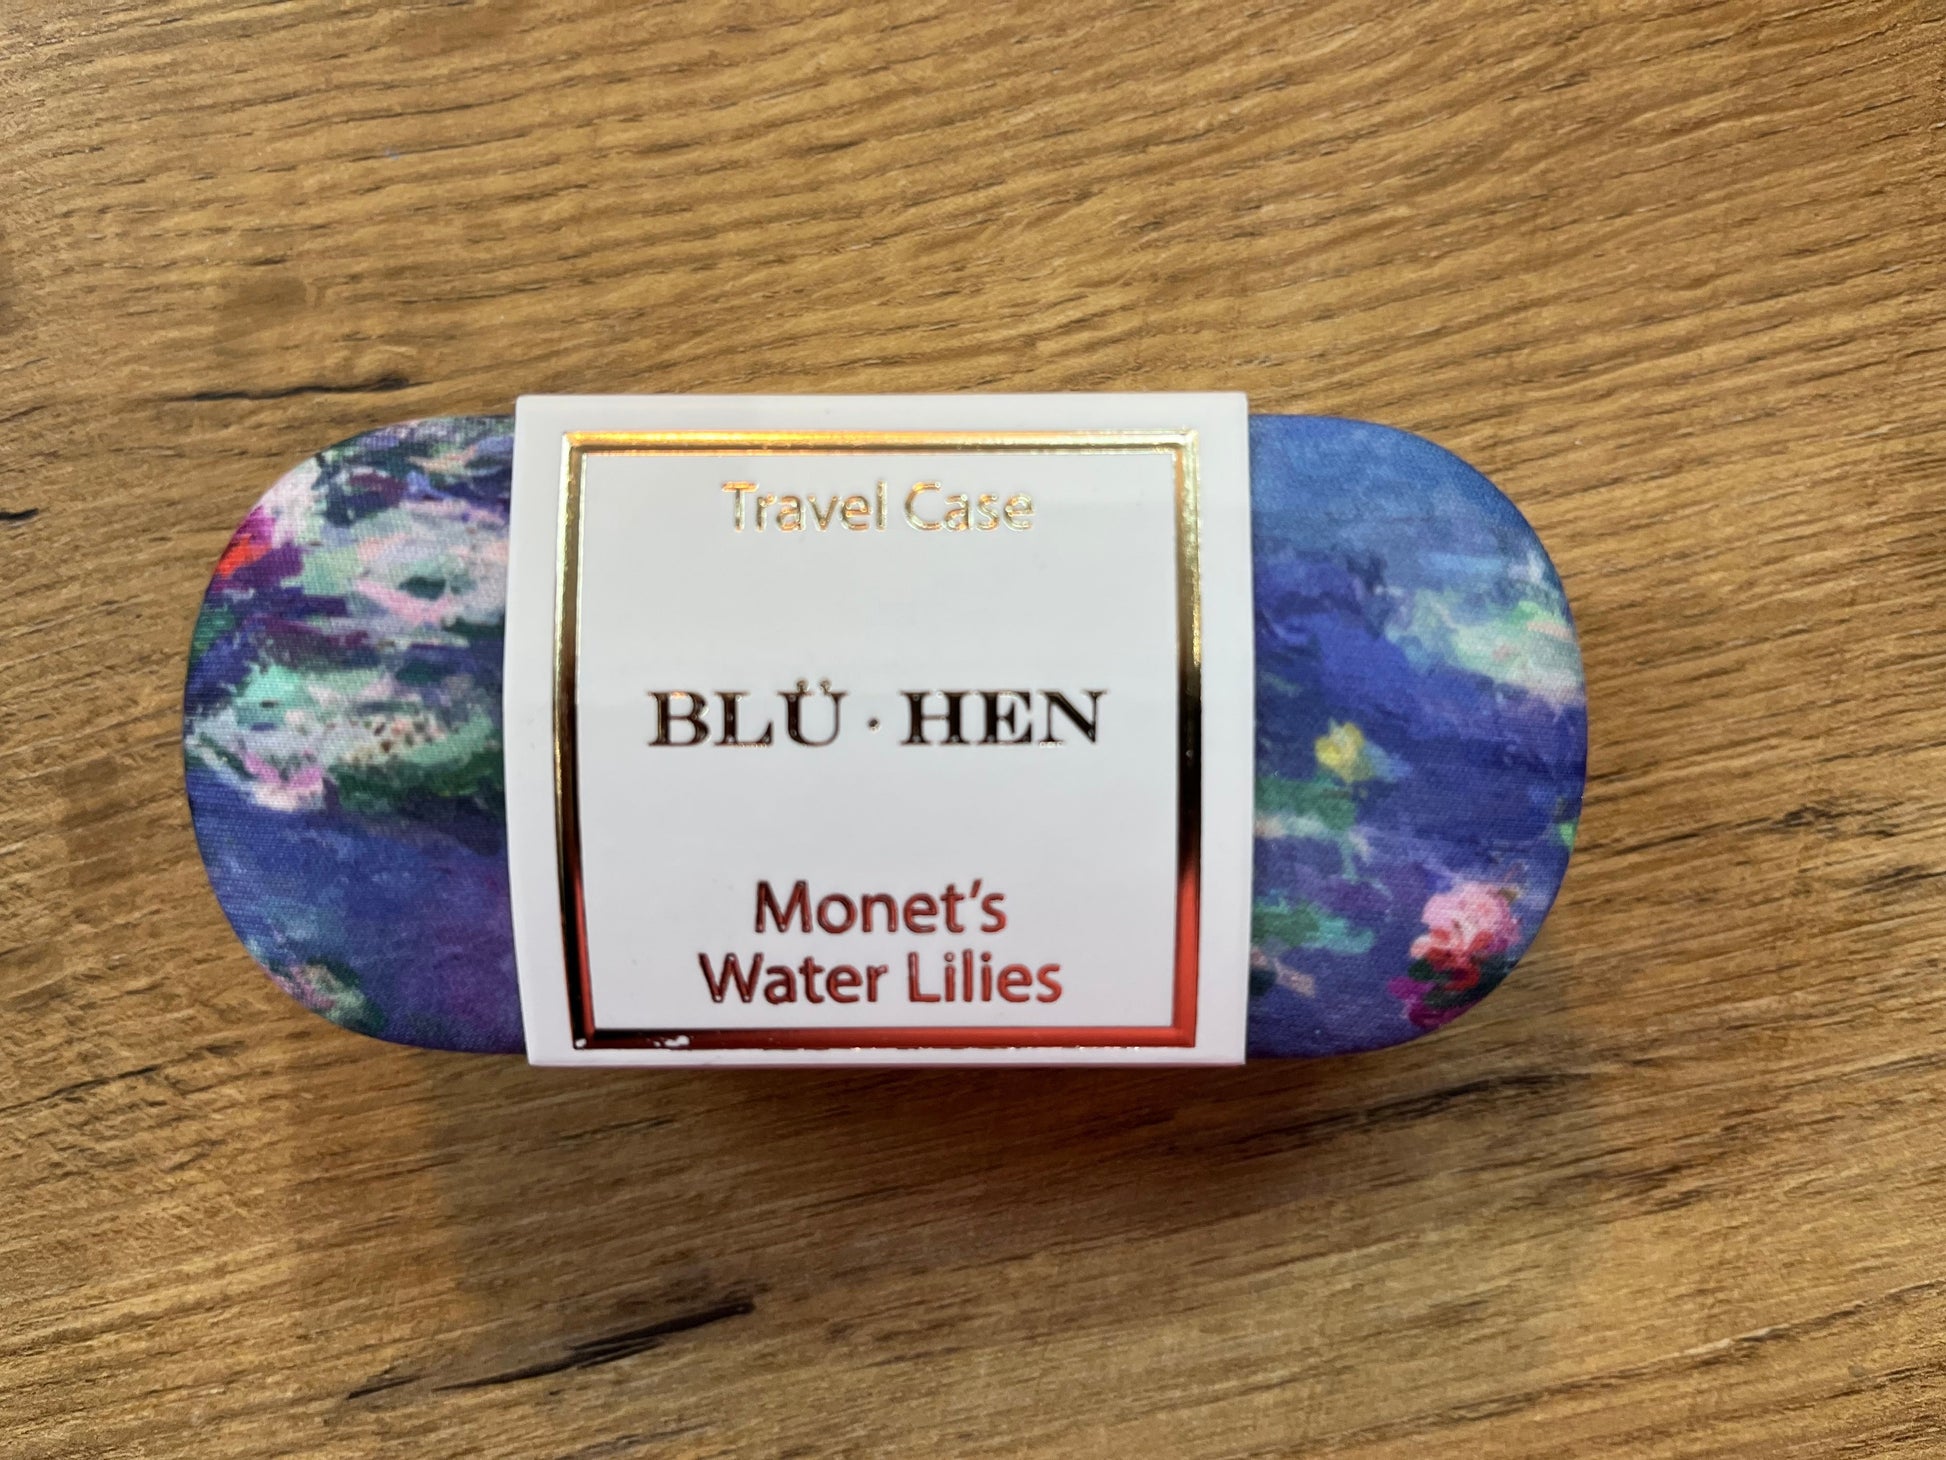 Travel Case
BLÜ · HEN
Monet's
Water Lilies